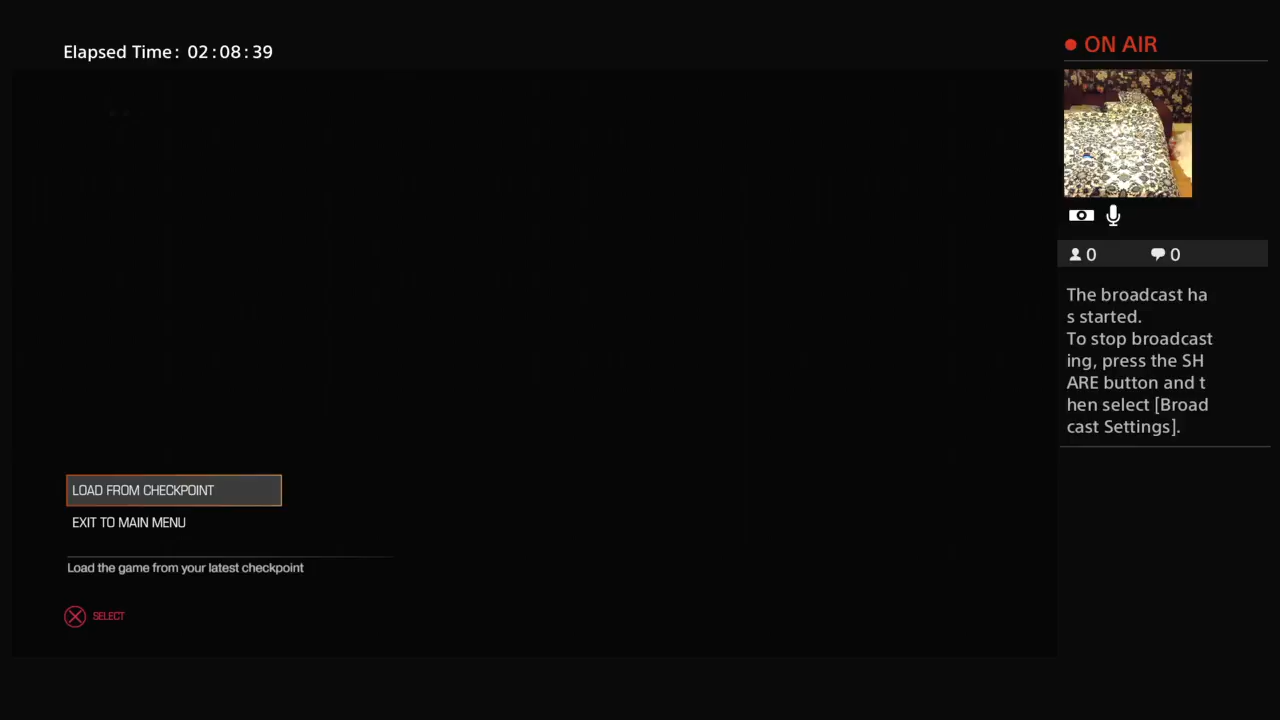 Elapsed Time: 02:08:39
ON AIR
0 0
The broadcast ha
s started.
To stop broadcast
ing, press the SH
ARE button and t
hen select [Broad
cast Settings].
LOAD FROM CHECKPOINT
EXIT TO MAIN MENU
Load the game from your latest checkpoint
SELECT